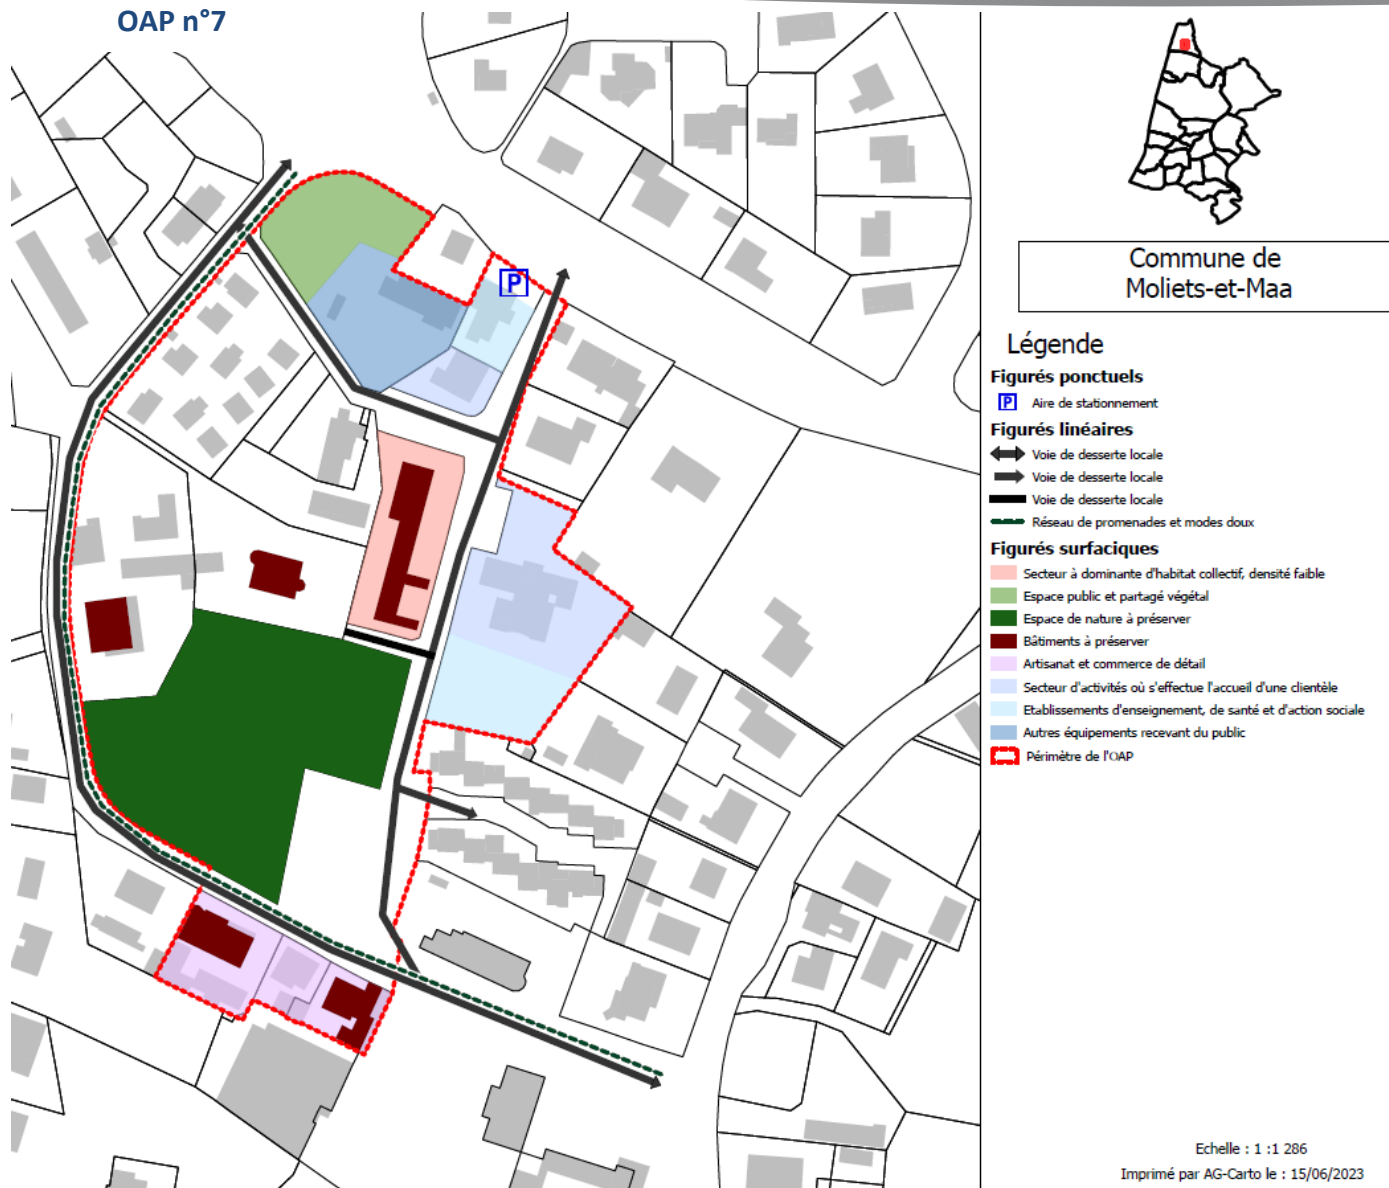 OAP n°7
P
Commune de
Moliets-et-Maa
Légende
Figurés ponctuels
P Aire de stationnement
Figurés linéaires
Voie de desserte locale
Voie de desserte locale
Voie de desserte locale
Réseau de promenades et modes doux
Figurés surfaciques
Secteur à dominante d'habitat collectif, densité faible
Espace public et partagé végétal
Espace de nature à préserver
Bâtiments à préserver
Artisanat et commerce de détail
Secteur d'activités où s'effectue l'accueil d'une clientèle
Etablissements d'enseignement, de santé et d'action sociale
Autres équipements recevant du public
Périmètre de l'OAP
Echelle : 1 :1 286
Imprimé par AG-Carto le : 15/06/2023